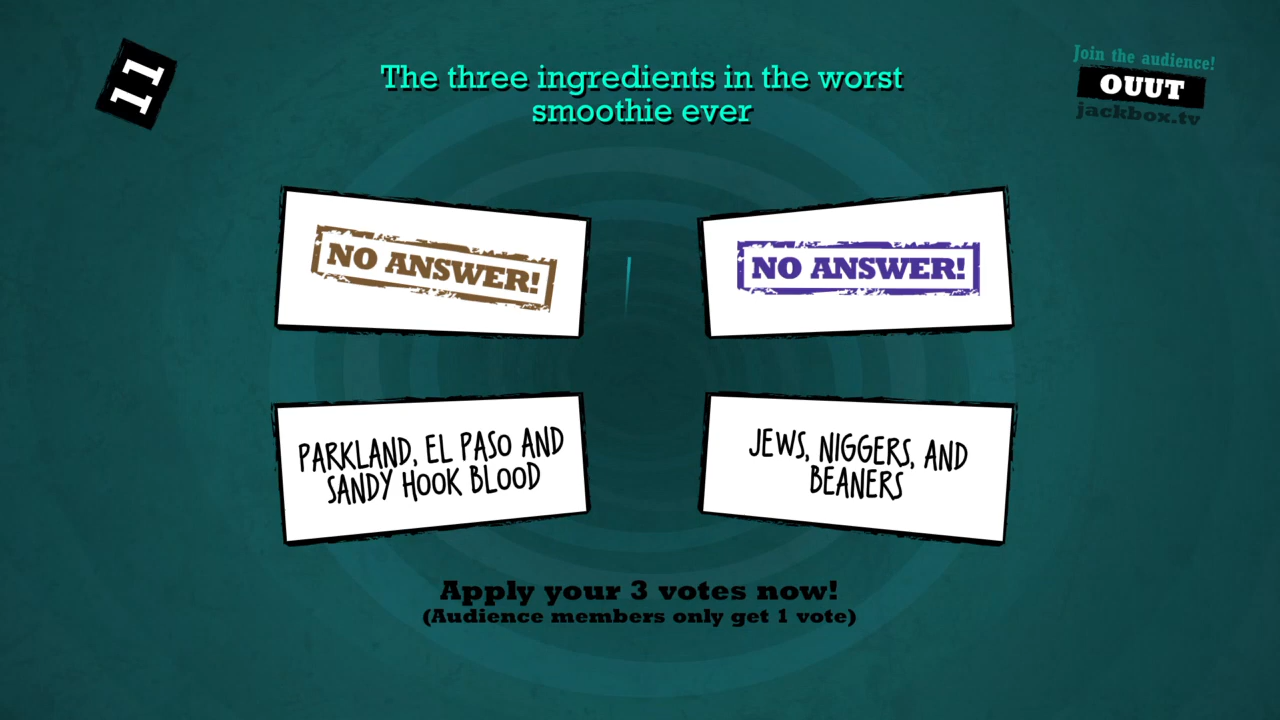 11
The three ingredients in the worst
smoothie ever
Join the audience!
OUUT
jackbox.tv
NO ANSWER!
NO ANSWER!
PARKLAND, EL PASO AND
SANDY HOOK BLOOD
JEWS, NIGGERS, AND
BEANERS
Apply your 3 votes now!
(Audience members only get 1 vote)